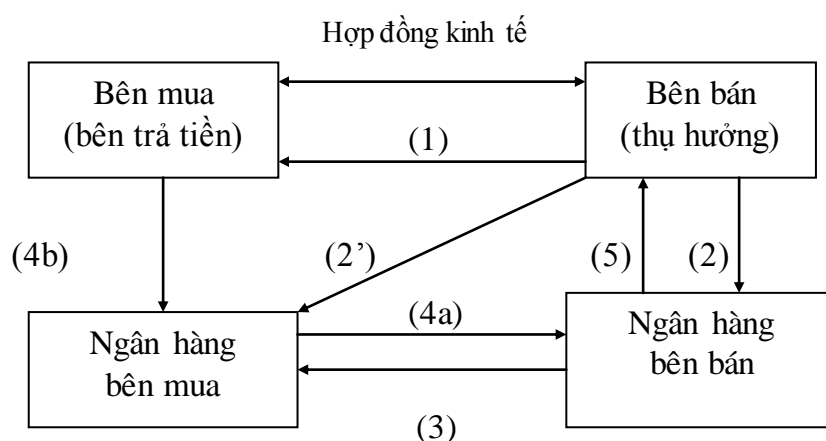 Hợp đồng kinh tế
Bên mua
(bên trả tiền)
Bên bán
(thụ hưởng)
(1)
(4b)
(2’)
(5)
(2)
(4a)
Ngân hàng
bên mua
Ngân hàng
bên bán
(3)